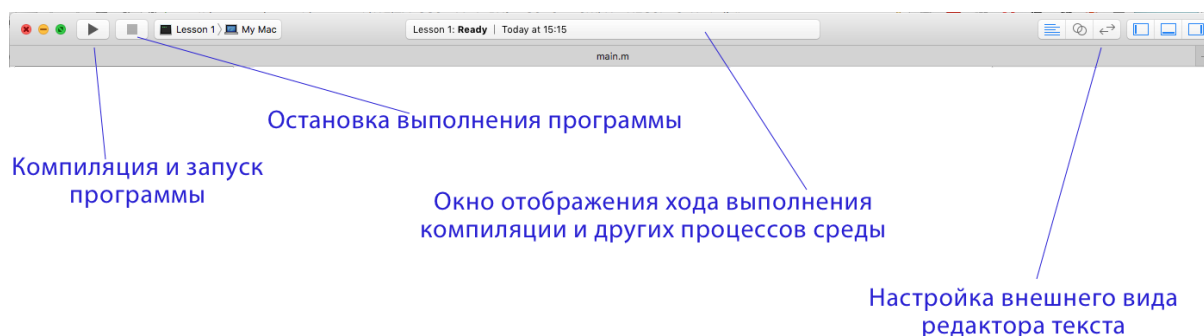 Lesson 1 〉 My Mac
Lesson 1: Ready | Today at 15:15
main.m
Остановка выполнения программы
Компиляция и запуск
программы
Окно отображения хода выполнения
компиляции и других процессов среды
Настройка внешнего вида
редактора текста